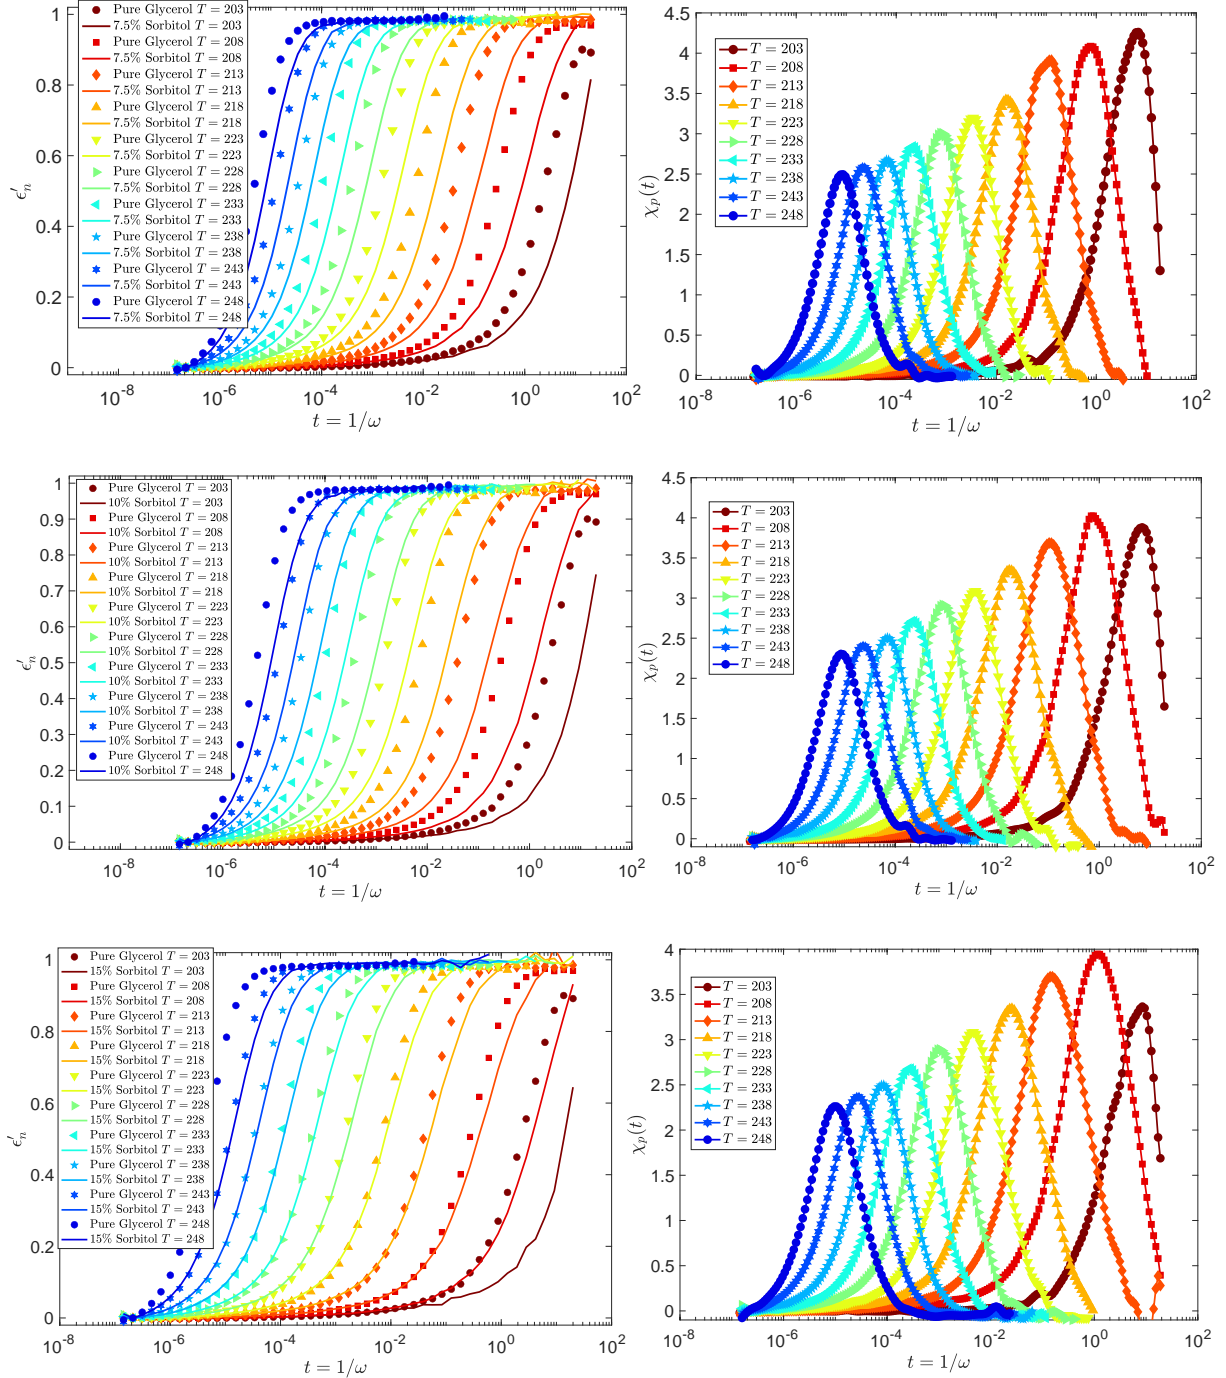 Pure Glycerol T = 203
7.5% Sorbitol T = 203
Pure Glycerol T = 208
7.5% Sorbitol T = 208
Pure Glycerol T = 213
7.5% Sorbitol T = 213
Pure Glycerol T = 218
7.5% Sorbitol T = 218
Pure Glycerol T = 223
7.5% Sorbitol T = 223
Pure Glycerol T = 228
7.5% Sorbitol T = 228
Pure Glycerol T = 233
7.5% Sorbitol T = 233
Pure Glycerol T = 238
7.5% Sorbitol T = 238
Pure Glycerol T = 243
7.5% Sorbitol T = 243
Pure Glycerol T = 248
7.5% Sorbitol T = 248
1
0.8
0.6
0.4
0.2
0
ϵ′n
10⁻⁸ 10⁻⁶ 10⁻⁴ 10⁻² 10⁰ 10²
t = 1/ω
T = 203
T = 208
T = 213
T = 218
T = 223
T = 228
T = 233
T = 238
T = 243
T = 248
4.5
4
3.5
3
2.5
2
1.5
1
0.5
0
χp(t)
10⁻⁸ 10⁻⁶ 10⁻⁴ 10⁻² 10⁰ 10²
t = 1/ω
Pure Glycerol T = 203
10% Sorbitol T = 203
Pure Glycerol T = 208
10% Sorbitol T = 208
Pure Glycerol T = 213
10% Sorbitol T = 213
Pure Glycerol T = 218
10% Sorbitol T = 218
Pure Glycerol T = 223
10% Sorbitol T = 223
Pure Glycerol T = 228
10% Sorbitol T = 228
Pure Glycerol T = 233
10% Sorbitol T = 233
Pure Glycerol T = 238
10% Sorbitol T = 238
Pure Glycerol T = 243
10% Sorbitol T = 243
Pure Glycerol T = 248
10% Sorbitol T = 248
1
0.9
0.8
0.7
0.6
0.5
0.4
0.3
0.2
0.1
0
ϵ′n
10⁻⁸ 10⁻⁶ 10⁻⁴ 10⁻² 10⁰ 10²
t = 1/ω
T = 203
T = 208
T = 213
T = 218
T = 223
T = 228
T = 233
T = 238
T = 243
T = 248
4.5
4
3.5
3
2.5
2
1.5
1
0.5
0
χp(t)
10⁻⁸ 10⁻⁶ 10⁻⁴ 10⁻² 10⁰ 10²
t = 1/ω
Pure Glycerol T = 203
15% Sorbitol T = 203
Pure Glycerol T = 208
15% Sorbitol T = 208
Pure Glycerol T = 213
15% Sorbitol T = 213
Pure Glycerol T = 218
15% Sorbitol T = 218
Pure Glycerol T = 223
15% Sorbitol T = 223
Pure Glycerol T = 228
15% Sorbitol T = 228
Pure Glycerol T = 233
15% Sorbitol T = 233
Pure Glycerol T = 238
15% Sorbitol T = 238
Pure Glycerol T = 243
15% Sorbitol T = 243
Pure Glycerol T = 248
15% Sorbitol T = 248
1
0.8
0.6
0.4
0.2
0
ϵ′n
10⁻⁸ 10⁻⁶ 10⁻⁴ 10⁻² 10⁰ 10²
t = 1/ω
T = 203
T = 208
T = 213
T = 218
T = 223
T = 228
T = 233
T = 238
T = 243
T = 248
4
3.5
3
2.5
2
1.5
1
0.5
0
χp(t)
10⁻⁸ 10⁻⁶ 10⁻⁴ 10⁻² 10⁰ 10²
t = 1/ω